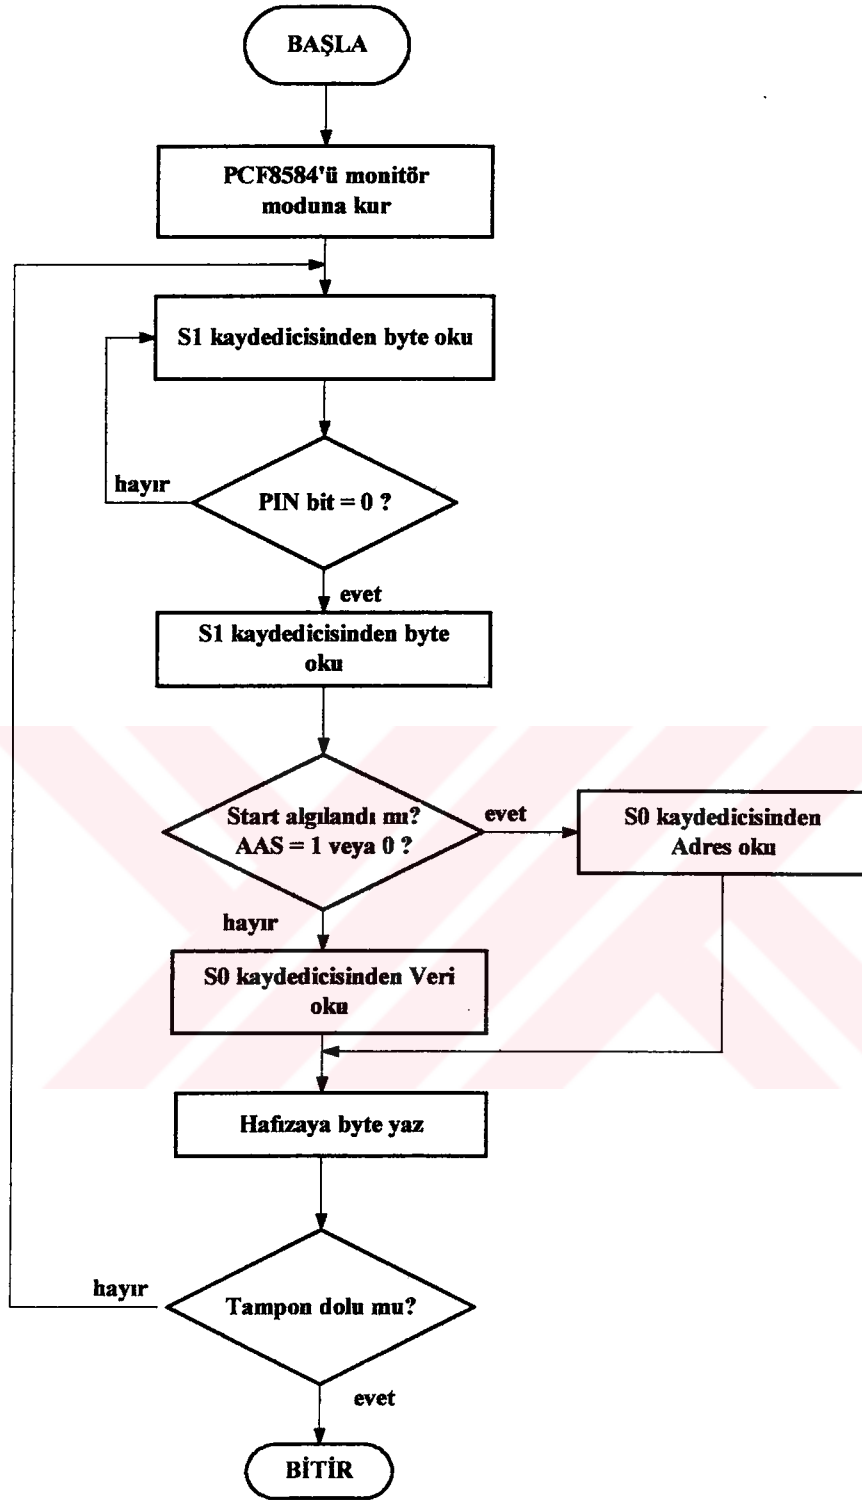 BAŞLA
PCF8584'ü monitör
moduna kur
S1 kaydedicisinden byte oku
hayır
PIN bit = 0 ?
evet
S1 kaydedicisinden byte
oku
Start algılandı mı?
AAS = 1 veya 0 ?
evet
S0 kaydedicisinden
Adres oku
hayır
S0 kaydedicisinden Veri
oku
Hafızaya byte yaz
hayır
Tampon dolu mu?
evet
BİTİR